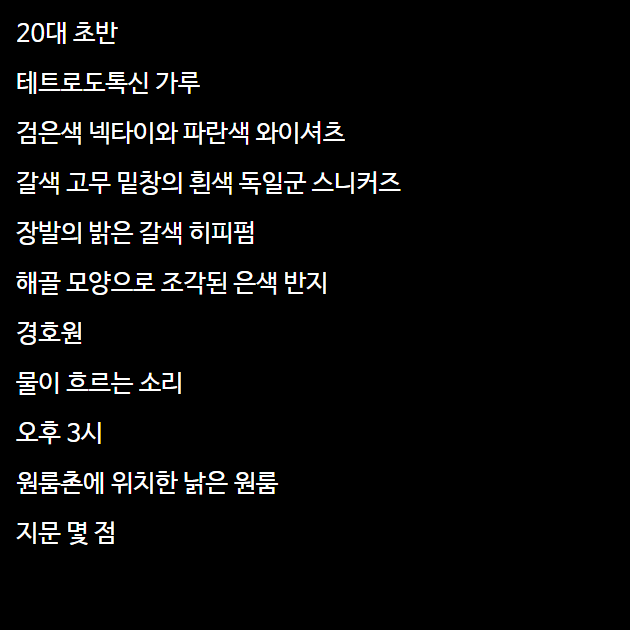 20대 초반
테트로도톡신 가루
검은색 넥타이와 파란색 와이셔츠
갈색 고무 밑창의 흰색 독일군 스니커즈
장발의 밝은 갈색 히피펌
해골 모양으로 조각된 은색 반지
경호원
물이 흐르는 소리
오후 3시
원룸촌에 위치한 낡은 원룸
지문 몇 점